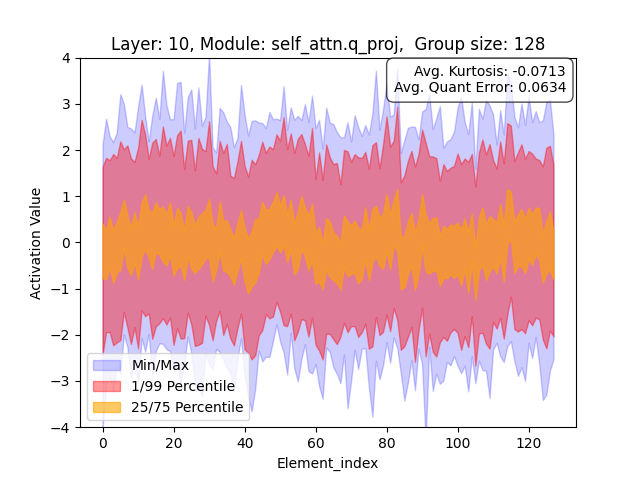 Layer: 10, Module: self_attn.q_proj,  Group size: 128
Avg. Kurtosis: -0.0713
Avg. Quant Error: 0.0634
Activation Value
4
3
2
1
0
−1
−2
−3
−4
Min/Max
1/99 Percentile
25/75 Percentile
0 20 40 60 80 100 120
Element_index